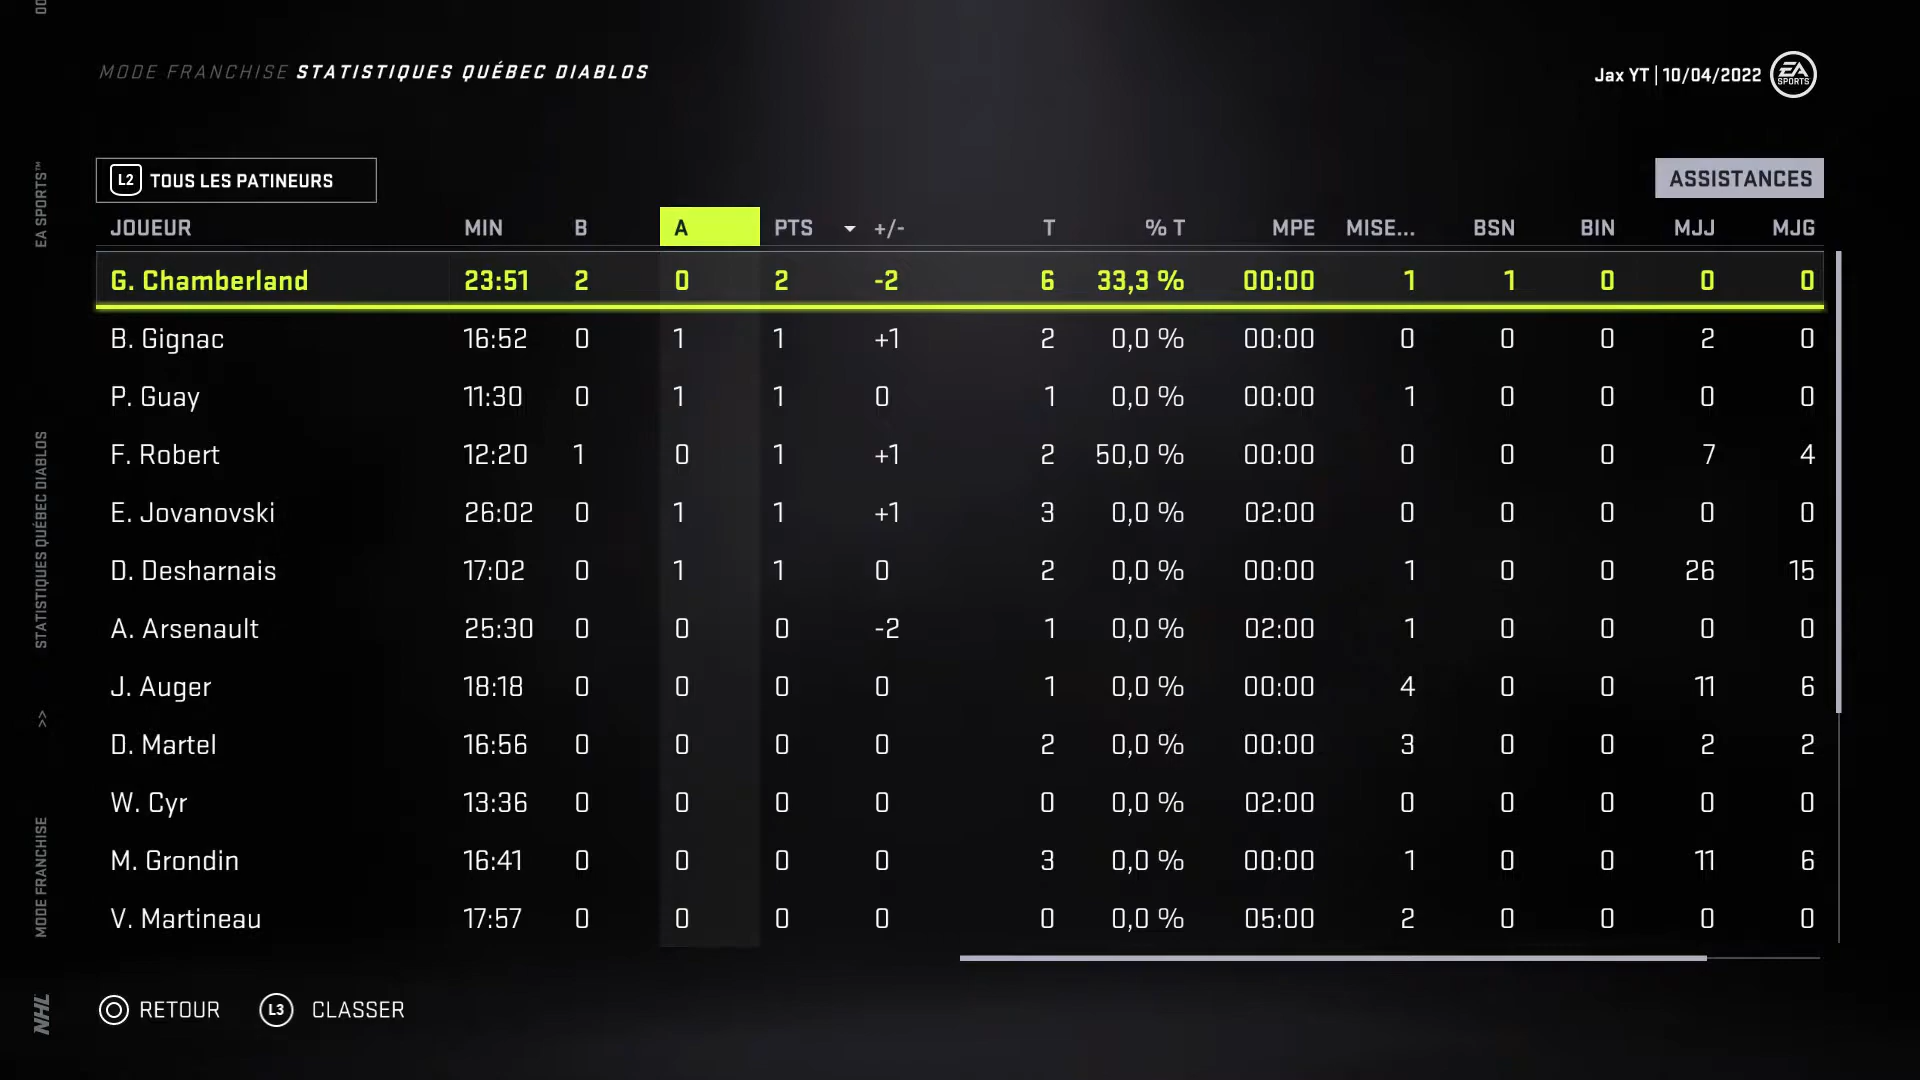 MODE FRANCHISE STATISTIQUES QUÉBEC DIABLOS
Jax YT | 10/04/2022 EA SPORTS
L2 TOUS LES PATINEURS
ASSISTANCES
JOUEUR MIN B A PTS +/- T % T MPE MISE... BSN BIN MJJ MJG
G. Chamberland 23:51 2 0 2 -2 6 33,3 % 00:00 1 1 0 0 0
B. Gignac 16:52 0 1 1 +1 2 0,0 % 00:00 0 0 0 2 0
P. Guay 11:30 0 1 1 0 1 0,0 % 00:00 1 0 0 0 0
F. Robert 12:20 1 0 1 +1 2 50,0 % 00:00 0 0 0 7 4
E. Jovanovski 26:02 0 1 1 +1 3 0,0 % 02:00 0 0 0 0 0
D. Desharnais 17:02 0 1 1 0 2 0,0 % 00:00 1 0 0 26 15
A. Arsenault 25:30 0 0 0 -2 1 0,0 % 02:00 1 0 0 0 0
J. Auger 18:18 0 0 0 0 1 0,0 % 00:00 4 0 0 11 6
D. Martel 16:56 0 0 0 0 2 0,0 % 00:00 3 0 0 2 2
W. Cyr 13:36 0 0 0 0 0 0,0 % 02:00 0 0 0 0 0
M. Grondin 16:41 0 0 0 0 3 0,0 % 00:00 1 0 0 11 6
V. Martineau 17:57 0 0 0 0 0 0,0 % 05:00 2 0 0 0 0
RETOUR L3 CLASSER
NHL MODE FRANCHISE >> STATISTIQUES QUÉBEC DIABLOS EA SPORTS™